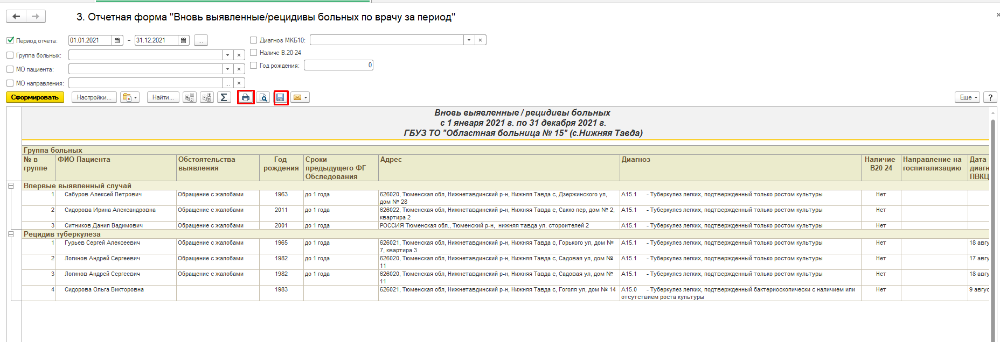 3. Отчетная форма "Вновь выявленные/рецидивы больных по врачу за период"
Период отчета: 01.01.2021 – 31.12.2021 ... Диагноз МКБ10:
Группа больных: Наличе В.20-24
МО пациента: Год рождения: 0
МО направления: ...
Сформировать Настройки... Найти... Σ Еще ?
Вновь выявленные / рецидивы больных
с 1 января 2021 г. по 31 декабря 2021 г.
ГБУЗ ТО "Областная больница № 15" (с.Нижняя Тавда)
Группа больных
№ в ФИО Пациента Обстоятельства Год Сроки Адрес Диагноз Наличие Направление на Дата
группе выявления рождения предыдущего ФГ В20 24 госпитализацию диагн
Обследования ПВКЦ
Впервые выявленный случай
1 Сабуров Алексей Петрович Обращение с жалобами 1963 до 1 года 626020, Тюменская обл, Нижнетавдинский р-н, Нижняя Тавда с, Дзержинского ул, A15.1 - Туберкулез легких, подтвержденный только ростом культуры Нет
дом № 28
2 Сидорова Ирина Александровна Обращение с жалобами 2011 до 1 года 626022, Тюменская обл, Нижнетавдинский р-н, Нижняя Тавда с, Сакко пер, дом № 2, A15.1 - Туберкулез легких, подтвержденный только ростом культуры Нет
квартира 2
3 Ситников Данил Вадимович Обращение с жалобами 2001 до 1 года РОССИЯ Тюменская обл., Тюменский р-н, нижняя тавда ул. стороителей 2 A15.1 - Туберкулез легких, подтвержденный только ростом культуры Нет
Рецидив туберкулеза
1 Гурьев Сергей Алексеевич Обращение с жалобами 1965 до 1 года 626021, Тюменская обл, Нижнетавдинский р-н, Нижняя Тавда с, Горького ул, дом № A15.1 - Туберкулез легких, подтвержденный только ростом культуры Нет 18 авгу
7, квартира 3
2 Логинов Андрей Сергеевич Обращение с жалобами 1982 до 1 года 626020, Тюменская обл, Нижнетавдинский р-н, Нижняя Тавда с, Садовая ул, дом № A15.1 - Туберкулез легких, подтвержденный только ростом культуры Нет 17 авгу
11
3 Логинов Андрей Сергеевич Обращение с жалобами 1982 до 1 года 626020, Тюменская обл, Нижнетавдинский р-н, Нижняя Тавда с, Садовая ул, дом № A15.1 - Туберкулез легких, подтвержденный только ростом культуры Нет 18 авгу
11
4 Сидорова Ольга Викторовна 1983 626021, Тюменская обл, Нижнетавдинский р-н, Нижняя Тавда с, Гоголя ул, дом № 14 A15.0 - Туберкулез легких, подтвержденный бактериоскопически с наличием или Нет 9 авгус
отсутствием роста культуры